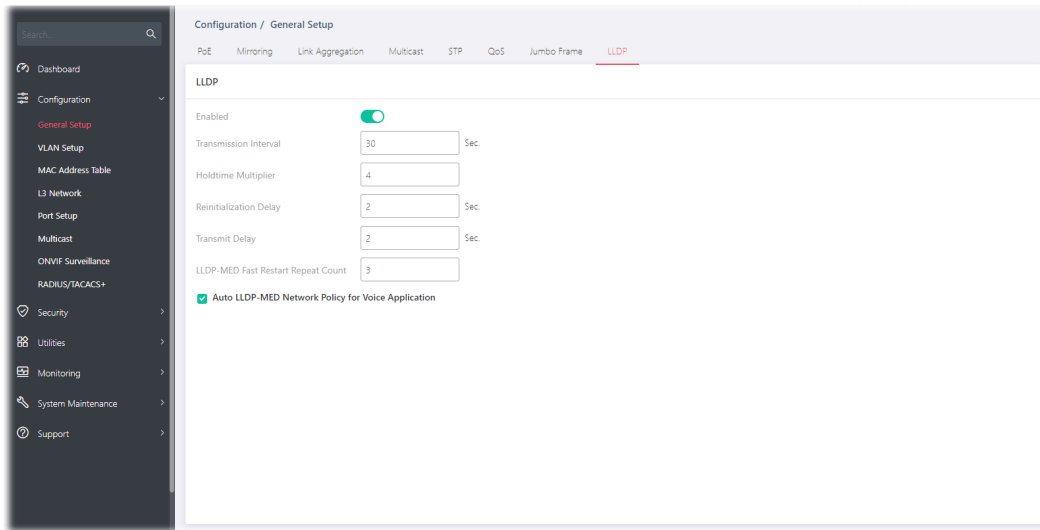 Search...
Dashboard
Configuration
General Setup
VLAN Setup
MAC Address Table
L3 Network
Port Setup
Multicast
ONVIF Surveillance
RADIUS/TACACS+
Security
Utilities
Monitoring
System Maintenance
Support
Configuration / General Setup
PoE Mirroring Link Aggregation Multicast STP QoS Jumbo Frame LLDP
LLDP
Enabled
Transmission Interval 30 Sec.
Holdtime Multiplier 4
Reinitialization Delay 2 Sec.
Transmit Delay 2 Sec.
LLDP-MED Fast Restart Repeat Count 3
Auto LLDP-MED Network Policy for Voice Application